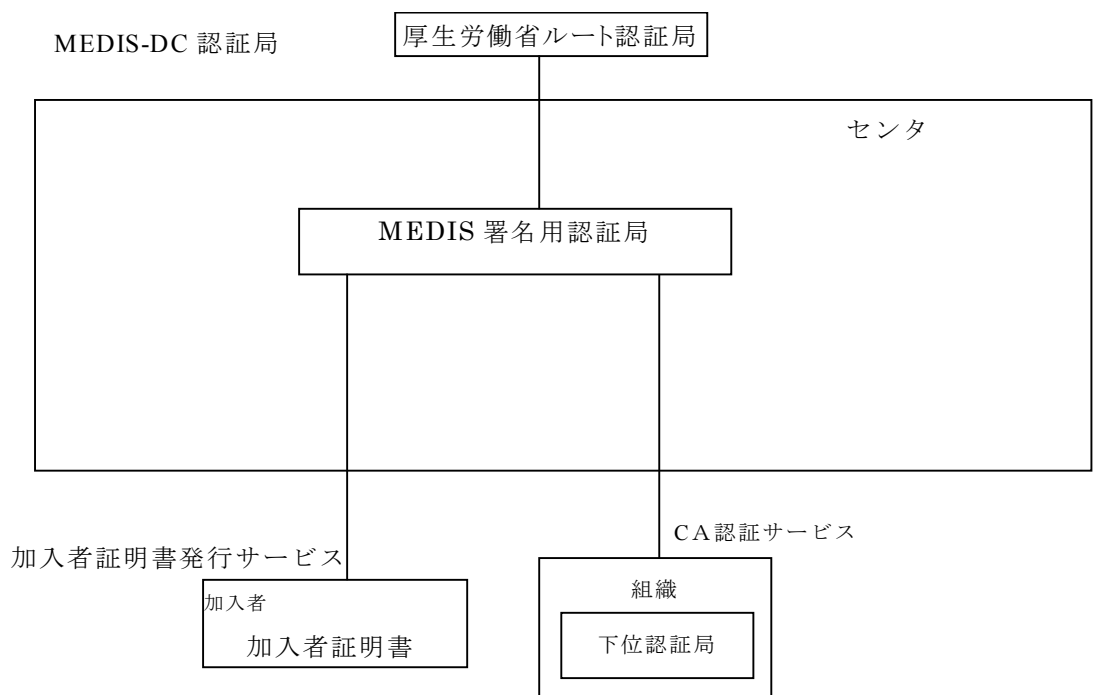 厚生労働省ルート認証局
MEDIS-DC 認証局
センタ
MEDIS 署名用認証局
CA認証サービス
加入者証明書発行サービス
加入者
加入者証明書
組織
下位認証局